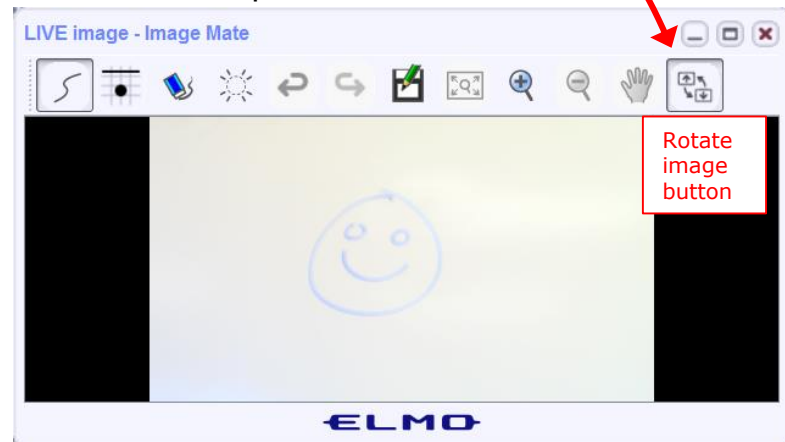 LIVE image - Image Mate
Rotate
image
button
ELMO